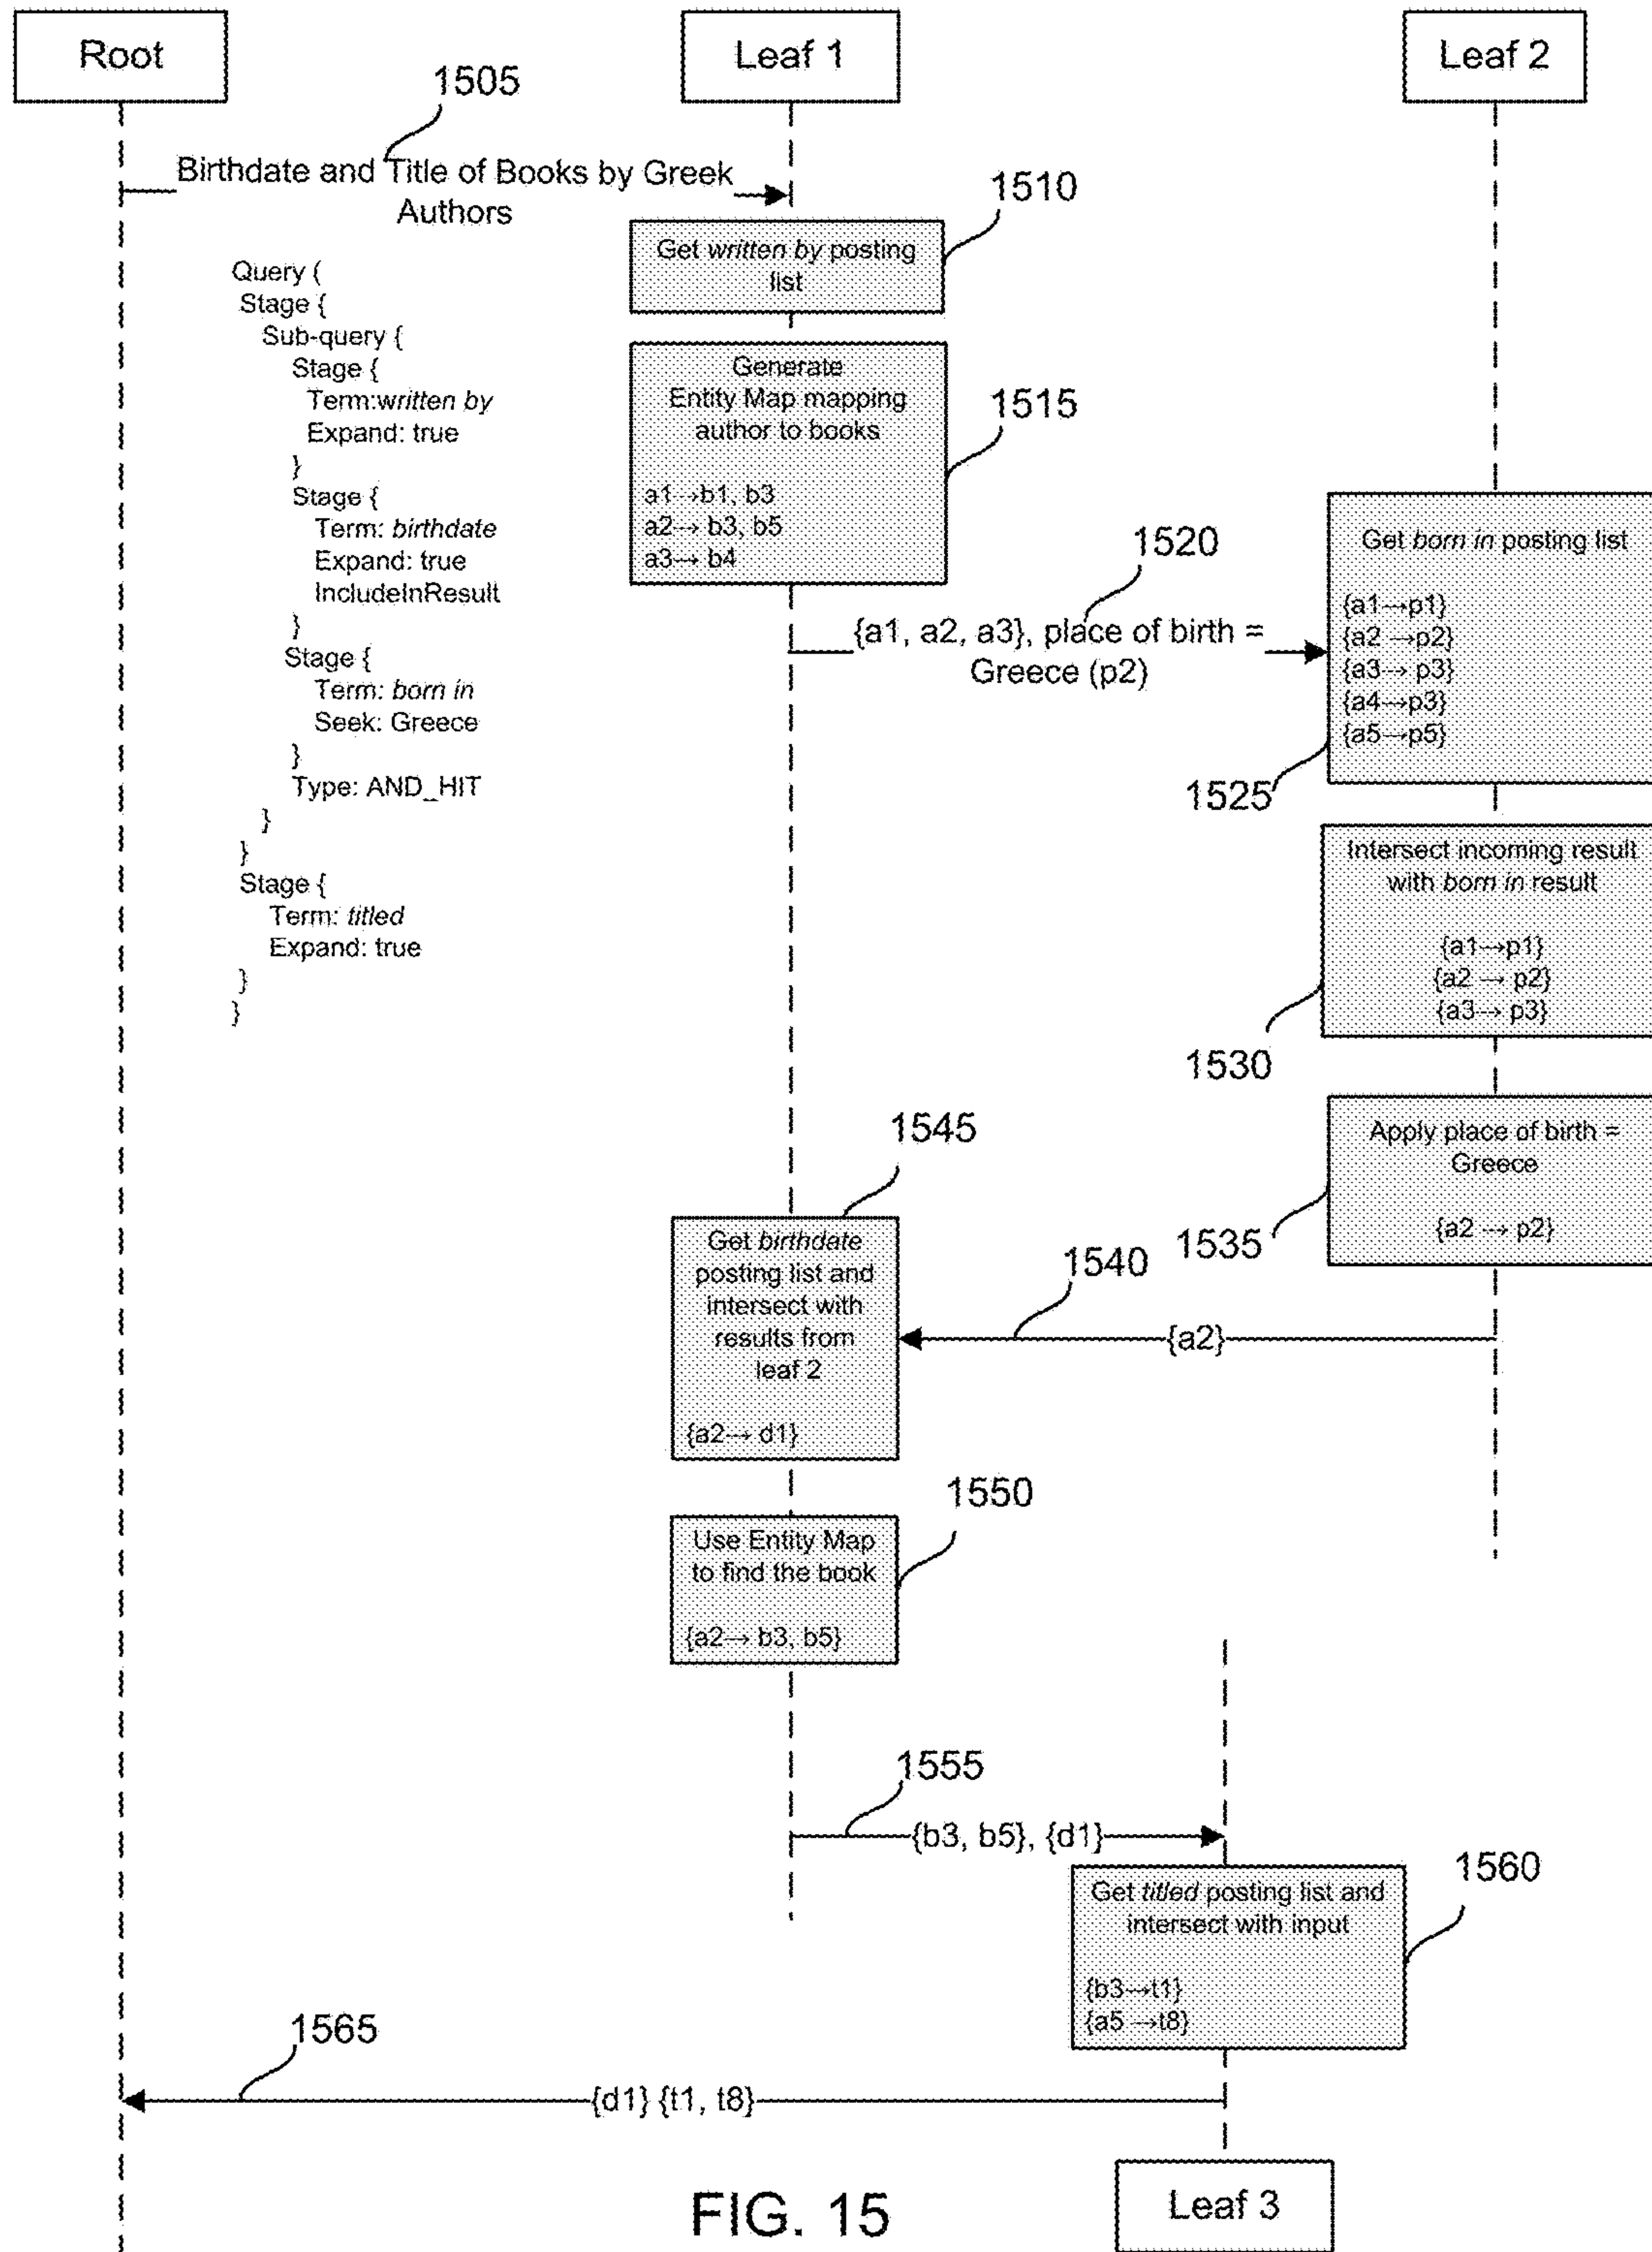 Root
Leaf 1
Leaf 2
1505
Birthdate and Title of Books by Greek
Authors
1510
Get written by posting
list
Query (
Stage {
Sub-query {
Stage {
Term:written by
Expand: true
}
Stage {
Term: birthdate
Expand: true
IncludeInResult
}
Stage {
Term: born in
Seek: Greece
}
Type: AND_HIT
}
}
Stage {
Term: titled
Expand: true
}
}
Generate
Entity Map mapping
author to books
a1→b1, b3
a2→ b3, b5
a3→ b4
1515
1520
{a1, a2, a3}, place of birth =
Greece (p2)
Get born in posting list
{a1→p1}
{a2 →p2}
{a3→ p3}
{a4→p3}
{a5→p5}
1525
Intersect incoming result
with born in result
{a1→p1}
{a2 → p2}
{a3→ p3}
1530
Apply place of birth =
Greece
{a2 → p2}
1535
1540
{a2}
1545
Get birthdate
posting list and
intersect with
results from
leaf 2
{a2→ d1}
1550
Use Entity Map
to find the book
{a2→ b3, b5}
1555
{b3, b5}, {d1}
1560
Get titled posting list and
intersect with input
{b3→t1}
{a5 →t8}
1565
{d1} {t1, t8}
Leaf 3
FIG. 15